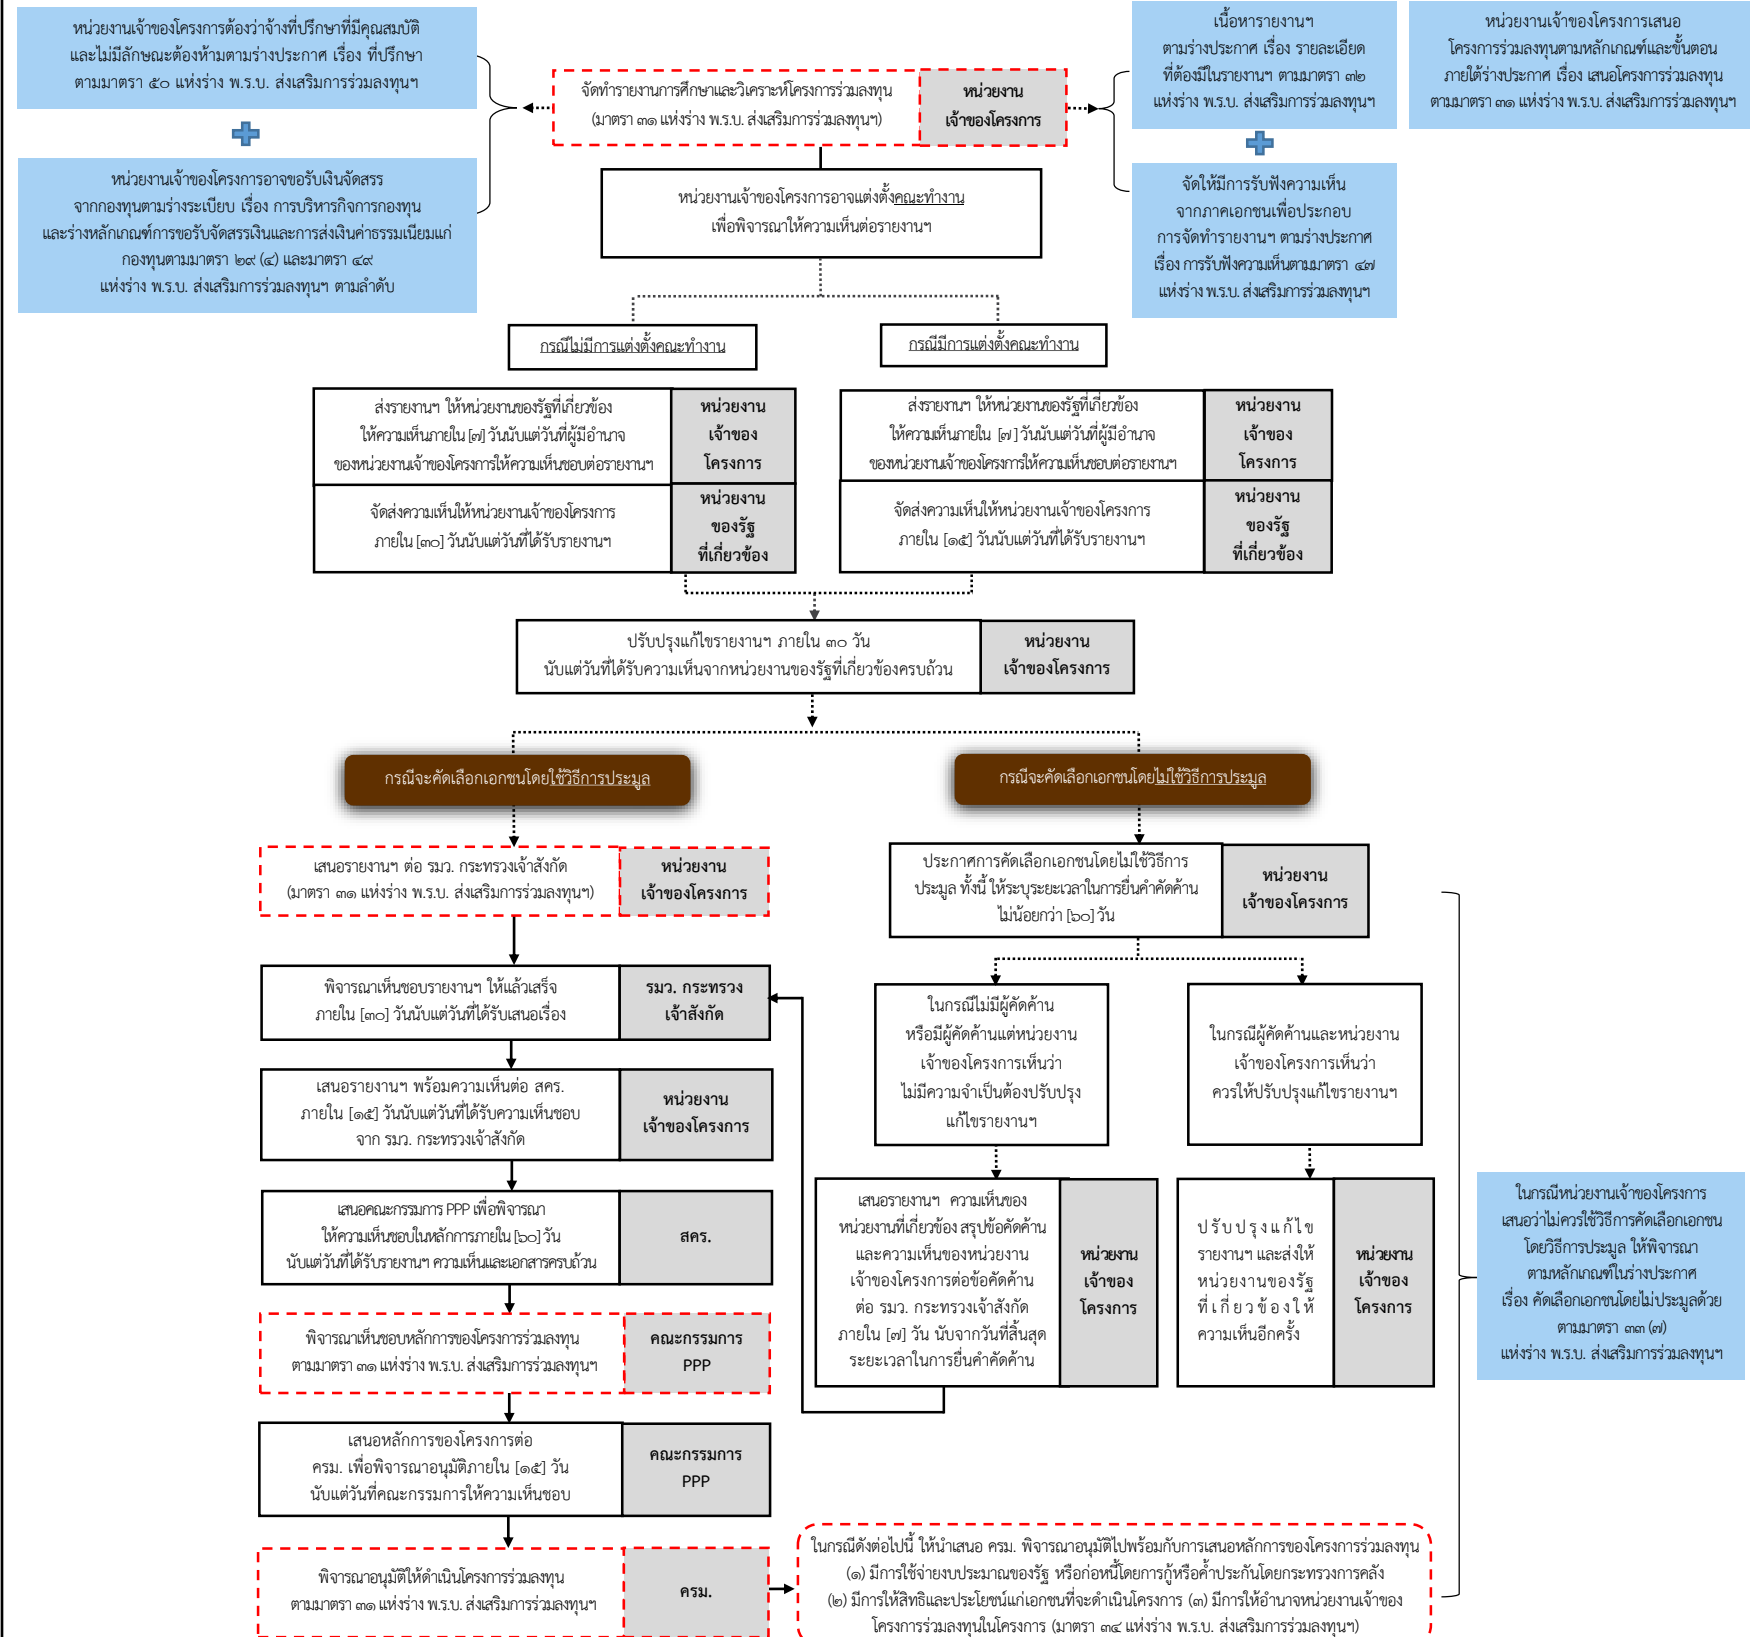 หน่วยงานเจ้าของโครงการต้องว่าจ้างที่ปรึกษาที่มีคุณสมบัติ
และไม่มีลักษณะต้องห้ามตามร่างประกาศ เรื่อง ที่ปรึกษา
ตามมาตรา ๕๐ แห่งร่าง พ.ร.บ. ส่งเสริมการร่วมลงทุนฯ
หน่วยงานเจ้าของโครงการอาจขอรับเงินจัดสรร
จากกองทุนตามร่างระเบียบ เรื่อง การบริหารกิจการกองทุน
และร่างหลักเกณฑ์การขอรับจัดสรรเงินและการส่งเงินค่าธรรมเนียมแก่
กองทุนตามมาตรา ๒๙ (๔) และมาตรา ๔๙
แห่งร่าง พ.ร.บ. ส่งเสริมการร่วมลงทุนฯ ตามลำดับ
จัดทำรายงานการศึกษาและวิเคราะห์โครงการร่วมลงทุน
(มาตรา ๓๑ แห่งร่าง พ.ร.บ. ส่งเสริมการร่วมลงทุนฯ)
หน่วยงาน
เจ้าของโครงการ
เนื้อหารายงานฯ
ตามร่างประกาศ เรื่อง รายละเอียด
ที่ต้องมีในรายงานฯ ตามมาตรา ๗๒
แห่งร่าง พ.ร.บ. ส่งเสริมการร่วมลงทุนฯ
หน่วยงานเจ้าของโครงการเสนอ
โครงการร่วมลงทุนตามหลักเกณฑ์และขั้นตอน
ภายใต้ร่างประกาศ เรื่อง เสนอโครงการร่วมลงทุน
ตามมาตรา ๓๑ แห่งร่าง พ.ร.บ. ส่งเสริมการร่วมลงทุนฯ
จัดให้มีการรับฟังความเห็น
จากภาคเอกชนเพื่อประกอบ
การจัดทำรายงานฯ ตามร่างประกาศ
เรื่อง การรับฟังความเห็นตามมาตรา ๔๗
แห่งร่าง พ.ร.บ. ส่งเสริมการร่วมลงทุนฯ
หน่วยงานเจ้าของโครงการอาจแต่งตั้งคณะทำงาน
เพื่อพิจารณาให้ความเห็นต่อรายงานฯ
กรณีไม่มีการแต่งตั้งคณะทำงาน
กรณีมีการแต่งตั้งคณะทำงาน
ส่งรายงานฯ ให้หน่วยงานของรัฐที่เกี่ยวข้อง
ให้ความเห็นภายใน [๗] วันนับแต่วันที่ผู้มีอำนาจ
ของหน่วยงานเจ้าของโครงการให้ความเห็นชอบต่อรายงานฯ
หน่วยงาน
เจ้าของ
โครงการ
จัดส่งความเห็นให้หน่วยงานเจ้าของโครงการ
ภายใน [๓๐] วันนับแต่วันที่ได้รับรายงานฯ
หน่วยงาน
ของรัฐ
ที่เกี่ยวข้อง
ส่งรายงานฯ ให้หน่วยงานของรัฐที่เกี่ยวข้อง
ให้ความเห็นภายใน [๗ ] วันนับแต่วันที่ผู้มีอำนาจ
ของหน่วยงานเจ้าของโครงการให้ความเห็นชอบต่อรายงานฯ
หน่วยงาน
เจ้าของ
โครงการ
จัดส่งความเห็นให้หน่วยงานเจ้าของโครงการ
ภายใน [๑๕] วันนับแต่วันที่ได้รับรายงานฯ
หน่วยงาน
ของรัฐ
ที่เกี่ยวข้อง
ปรับปรุงแก้ไขรายงานฯ ภายใน ๓๐ วัน
นับแต่วันที่ได้รับความเห็นจากหน่วยงานของรัฐที่เกี่ยวข้องครบถ้วน
หน่วยงาน
เจ้าของโครงการ
กรณีจะคัดเลือกเอกชนโดยใช้วิธีการประมูล
กรณีจะคัดเลือกเอกชนโดยไม่ใช้วิธีการประมูล
เสนอรายงานฯ ต่อ รมว. กระทรวงเจ้าสังกัด
(มาตรา ๓๑ แห่งร่าง พ.ร.บ. ส่งเสริมการร่วมลงทุนฯ)
หน่วยงาน
เจ้าของโครงการ
พิจารณาเห็นชอบรายงานฯ ให้แล้วเสร็จ
ภายใน [๓๐] วันนับแต่วันที่ได้รับเสนอเรื่อง
รมว. กระทรวง
เจ้าสังกัด
เสนอรายงานฯ พร้อมความเห็นต่อ สคร.
ภายใน [๑๕] วันนับแต่วันที่ได้รับความเห็นชอบ
จาก รมว. กระทรวงเจ้าสังกัด
หน่วยงาน
เจ้าของโครงการ
เสนอคณะกรรมการ PPP เพื่อพิจารณา
ให้ความเห็นชอบในหลักการภายใน [๖๐] วัน
นับแต่วันที่ได้รับรายงานฯ ความเห็นและเอกสารครบถ้วน
สคร.
พิจารณาเห็นชอบหลักการของโครงการร่วมลงทุน
ตามมาตรา ๓๑ แห่งร่าง พ.ร.บ. ส่งเสริมการร่วมลงทุนฯ
คณะกรรมการ
PPP
เสนอหลักการของโครงการต่อ
ครม. เพื่อพิจารณาอนุมัติภายใน [๑๕] วัน
นับแต่วันที่คณะกรรมการให้ความเห็นชอบ
คณะกรรมการ
PPP
พิจารณาอนุมัติให้ดำเนินโครงการร่วมลงทุน
ตามมาตรา ๓๑ แห่งร่าง พ.ร.บ. ส่งเสริมการร่วมลงทุนฯ
ครม.
ประกาศการคัดเลือกเอกชนโดยไม่ใช้วิธีการ
ประมูล ทั้งนี้ ให้ระบุระยะเวลาในการยื่นคำคัดค้าน
ไม่น้อยกว่า [๖๐] วัน
หน่วยงาน
เจ้าของโครงการ
ในกรณีไม่มีผู้คัดค้าน
หรือมีผู้คัดค้านแต่หน่วยงาน
เจ้าของโครงการเห็นว่า
ไม่มีความจำเป็นต้องปรับปรุง
แก้ไขรายงานฯ
ในกรณีผู้คัดค้านและหน่วยงาน
เจ้าของโครงการเห็นว่า
ควรให้ปรับปรุงแก้ไขรายงานฯ
เสนอรายงานฯ ความเห็นของ
หน่วยงานที่เกี่ยวข้อง สรุปข้อคัดค้าน
และความเห็นของหน่วยงาน
เจ้าของโครงการต่อข้อคัดค้าน
ต่อ รมว. กระทรวงเจ้าสังกัด
ภายใน [๗] วัน นับจากวันที่สิ้นสุด
ระยะเวลาในการยื่นคำคัดค้าน
หน่วยงาน
เจ้าของ
โครงการ
ปรับปรุงแก้ไข
รายงานฯ และส่งให้
หน่วยงานของรัฐ
ที่เกี่ยวข้องให้
ความเห็นอีกครั้ง
หน่วยงาน
เจ้าของ
โครงการ
ในกรณีหน่วยงานเจ้าของโครงการ
เสนอว่าไม่ควรใช้วิธีการคัดเลือกเอกชน
โดยวิธีการประมูล ให้พิจารณา
ตามหลักเกณฑ์ในร่างประกาศ
เรื่อง คัดเลือกเอกชนโดยไม่ประมูลด้วย
ตามมาตรา ๓๓ (๗)
แห่งร่าง พ.ร.บ. ส่งเสริมการร่วมลงทุนฯ
ในกรณีดังต่อไปนี้ ให้นำเสนอ ครม. พิจารณาอนุมัติไปพร้อมกับการเสนอหลักการของโครงการร่วมลงทุน
(๑) มีการใช้จ่ายงบประมาณของรัฐ หรือก่อหนี้โดยการกู้หรือค้ำประกันโดยกระทรวงการคลัง
(๒) มีการให้สิทธิและประโยชน์แก่เอกชนที่จะดำเนินโครงการ (๓) มีการให้อำนาจหน่วยงานเจ้าของ
โครงการร่วมลงทุนในโครงการ (มาตรา ๓๔ แห่งร่าง พ.ร.บ. ส่งเสริมการร่วมลงทุนฯ)